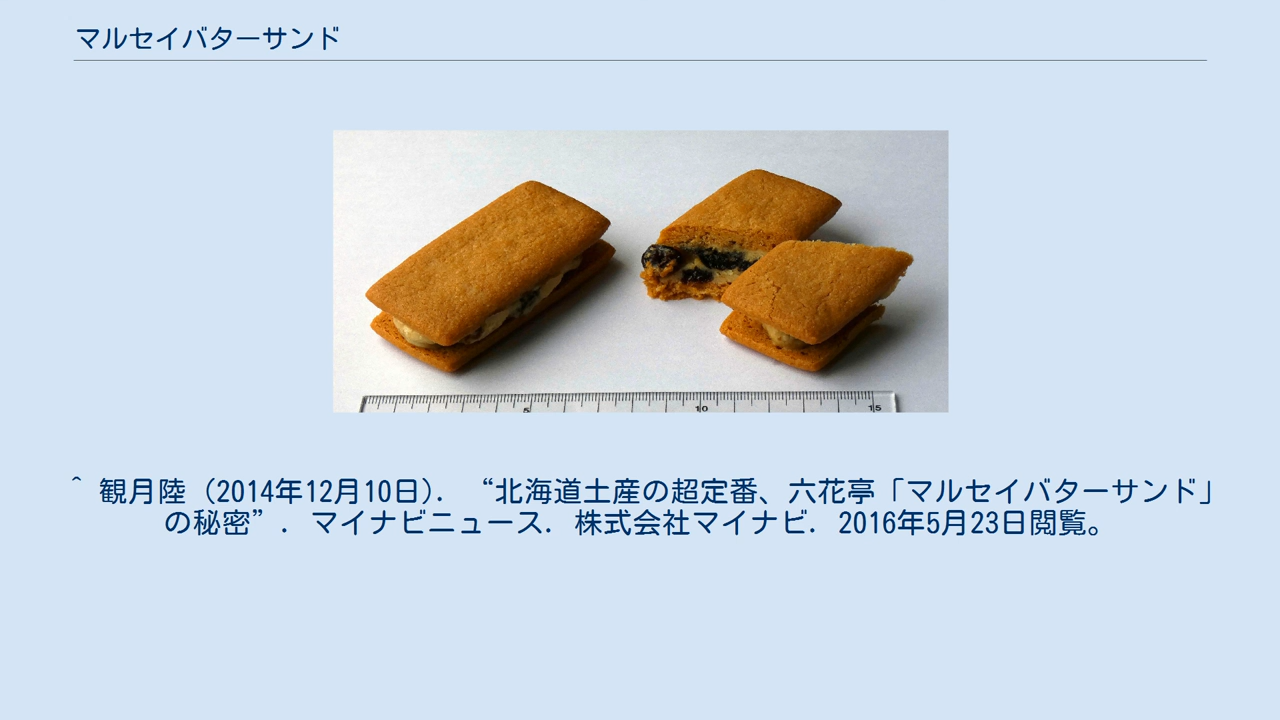 マルセイバターサンド
5 10 15
^ 観月陸 (2014年12月10日). “北海道土産の超定番、六花亭「マルセイバターサンド」
の秘密”. マイナビニュース. 株式会社マイナビ. 2016年5月23日閲覧。